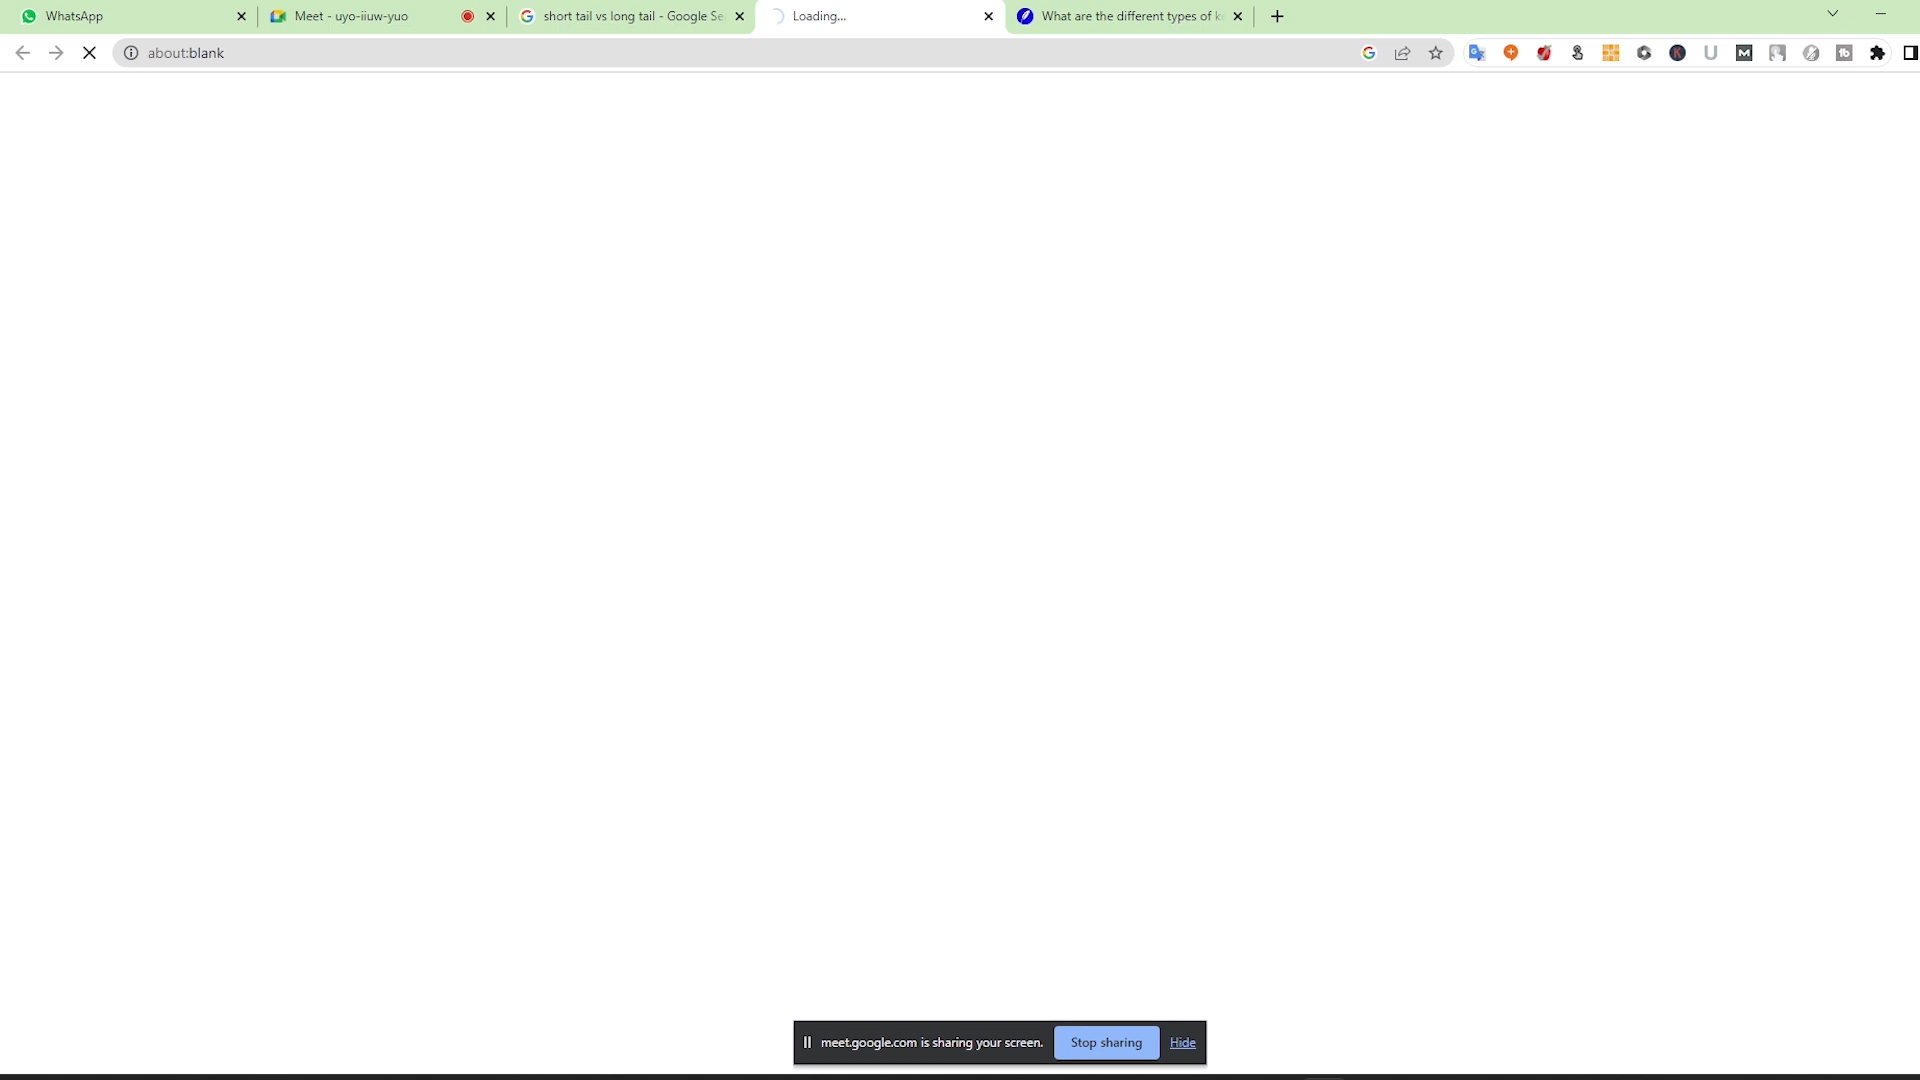 WhatsApp
Meet - uyo-iiuw-yuo
short tail vs long tail - Google Se
Loading...
What are the different types of k
about:blank
meet.google.com is sharing your screen.
Stop sharing
Hide